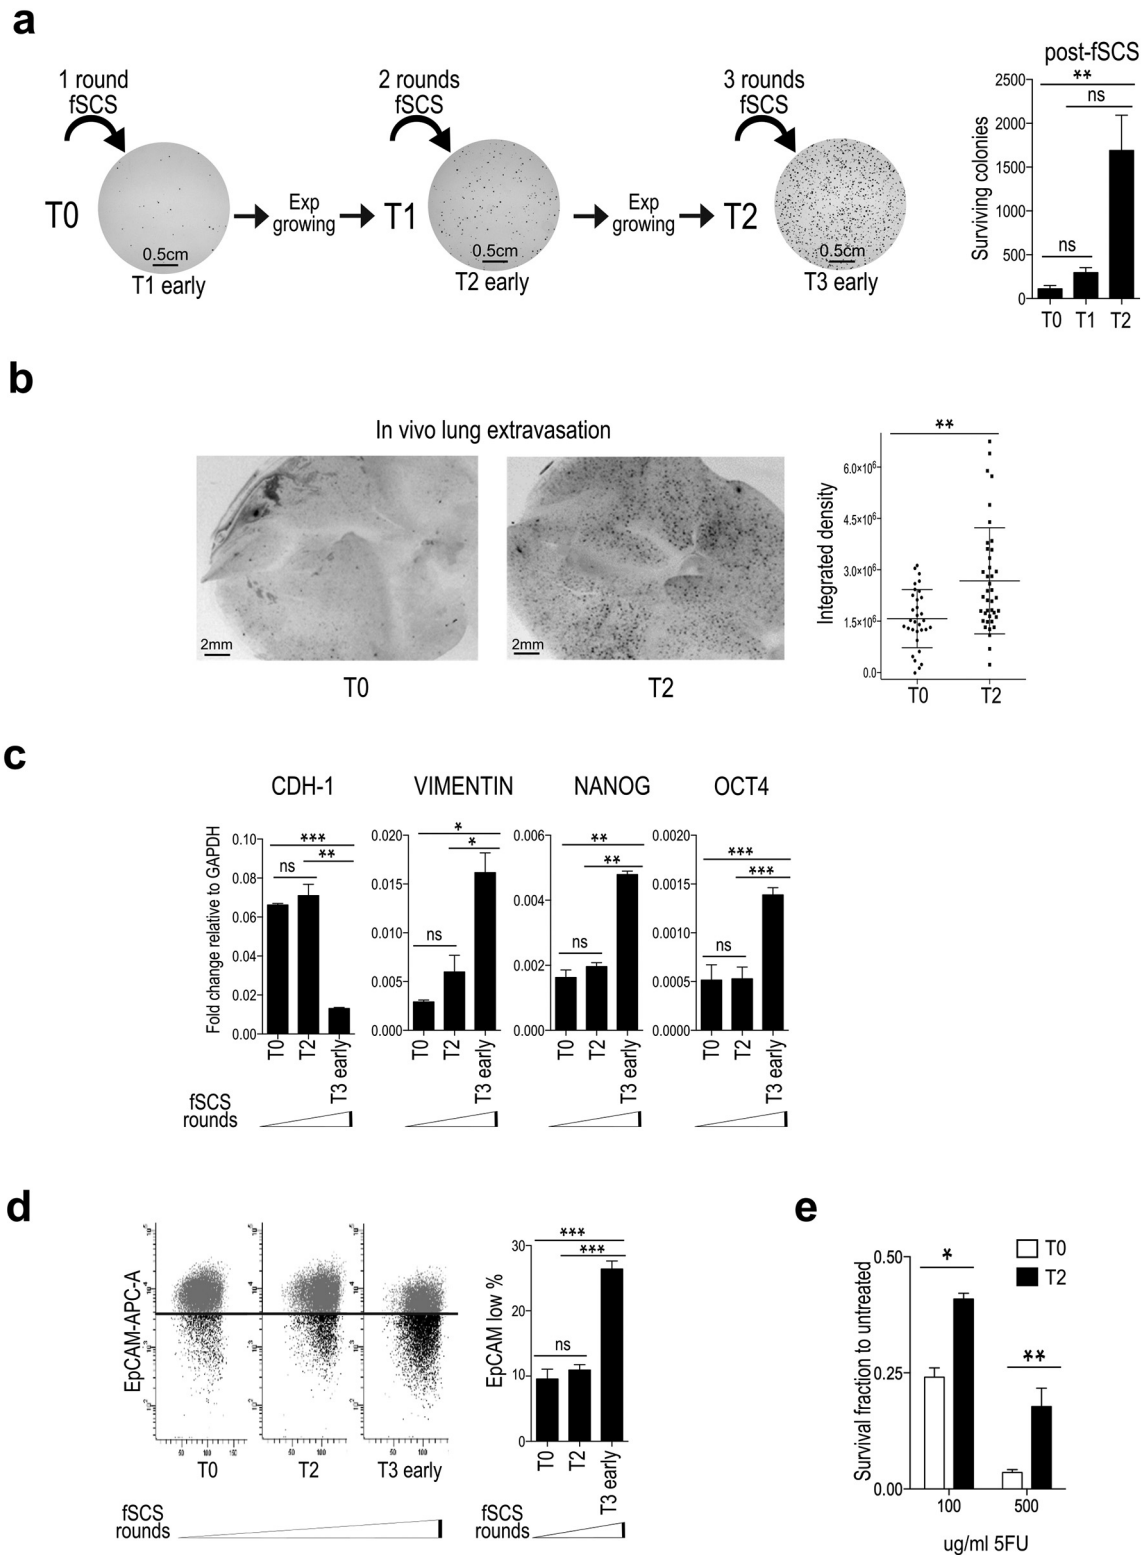 a
1 round
fSCS
T0
0.5cm
T1 early
Exp
growing
2 rounds
fSCS
T1
0.5cm
T2 early
Exp
growing
3 rounds
fSCS
T2
0.5cm
T3 early
post-fSCS
**
ns
ns
Surviving colonies
2500
2000
1500
1000
500
0
T0 T1 T2
b
In vivo lung extravasation
2mm
T0
2mm
T2
**
Integrated density
6.0×10⁶
4.5×10⁶
3.0×10⁶
1.5×10⁶
0.0
T0 T2
c
Fold change relative to GAPDH
CDH-1
***
**
ns
0.10
0.08
0.06
0.04
0.02
0.00
T0
T2
T3 early
VIMENTIN
*
*
ns
0.020
0.015
0.010
0.005
0.000
T0
T2
T3 early
NANOG
**
**
ns
0.006
0.004
0.002
0.000
T0
T2
T3 early
OCT4
***
***
ns
0.0020
0.0015
0.0010
0.0005
0.0000
T0
T2
T3 early
fSCS
rounds
d
EpCAM-APC-A
50 100 150
50 100
50 100
T0
T2
T3 early
fSCS
rounds
***
***
ns
EpCAM low %
30
20
10
0
T0
T2
T3 early
fSCS
rounds
e
T0
T2
*
**
Survival fraction to untreated
0.50
0.25
0.00
100 500
ug/ml 5FU